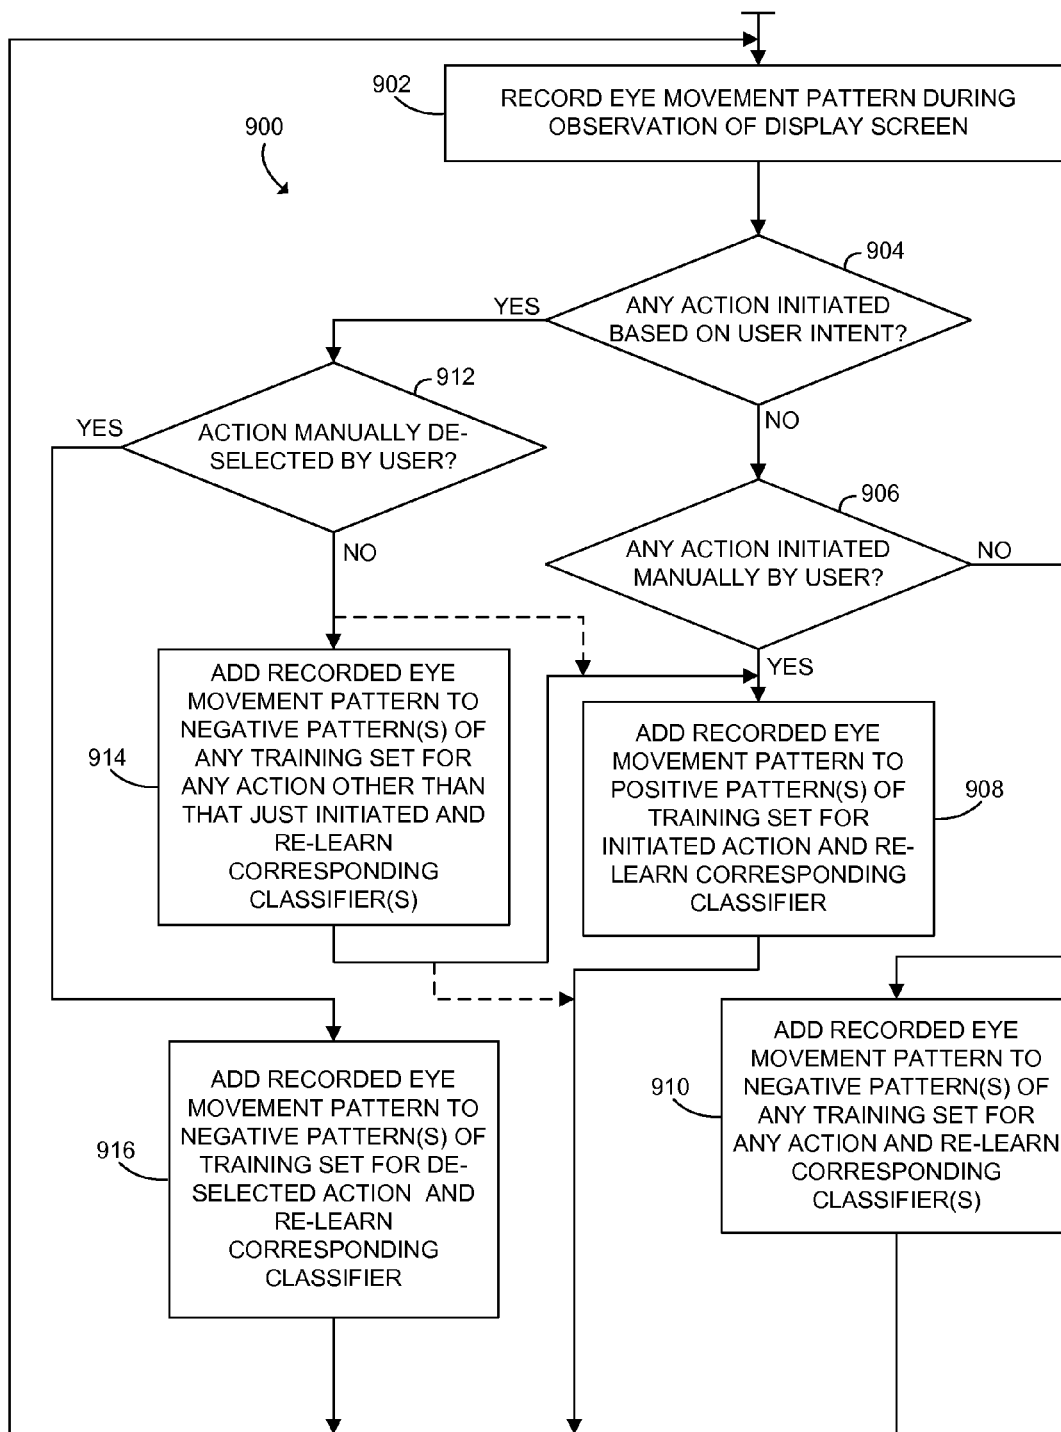 902
RECORD EYE MOVEMENT PATTERN DURING
OBSERVATION OF DISPLAY SCREEN
900
904
ANY ACTION INITIATED
BASED ON USER INTENT?
YES
NO
912
ACTION MANUALLY DE-
SELECTED BY USER?
YES
NO
906
ANY ACTION INITIATED
MANUALLY BY USER?
NO
YES
914
ADD RECORDED EYE
MOVEMENT PATTERN TO
NEGATIVE PATTERN(S) OF
ANY TRAINING SET FOR
ANY ACTION OTHER THAN
THAT JUST INITIATED AND
RE-LEARN
CORRESPONDING
CLASSIFIER(S)
908
ADD RECORDED EYE
MOVEMENT PATTERN TO
POSITIVE PATTERN(S) OF
TRAINING SET FOR
INITIATED ACTION AND RE-
LEARN CORRESPONDING
CLASSIFIER
916
ADD RECORDED EYE
MOVEMENT PATTERN TO
NEGATIVE PATTERN(S) OF
TRAINING SET FOR DE-
SELECTED ACTION AND
RE-LEARN
CORRESPONDING
CLASSIFIER
910
ADD RECORDED EYE
MOVEMENT PATTERN TO
NEGATIVE PATTERN(S) OF
ANY TRAINING SET FOR
ANY ACTION AND RE-LEARN
CORRESPONDING
CLASSIFIER(S)